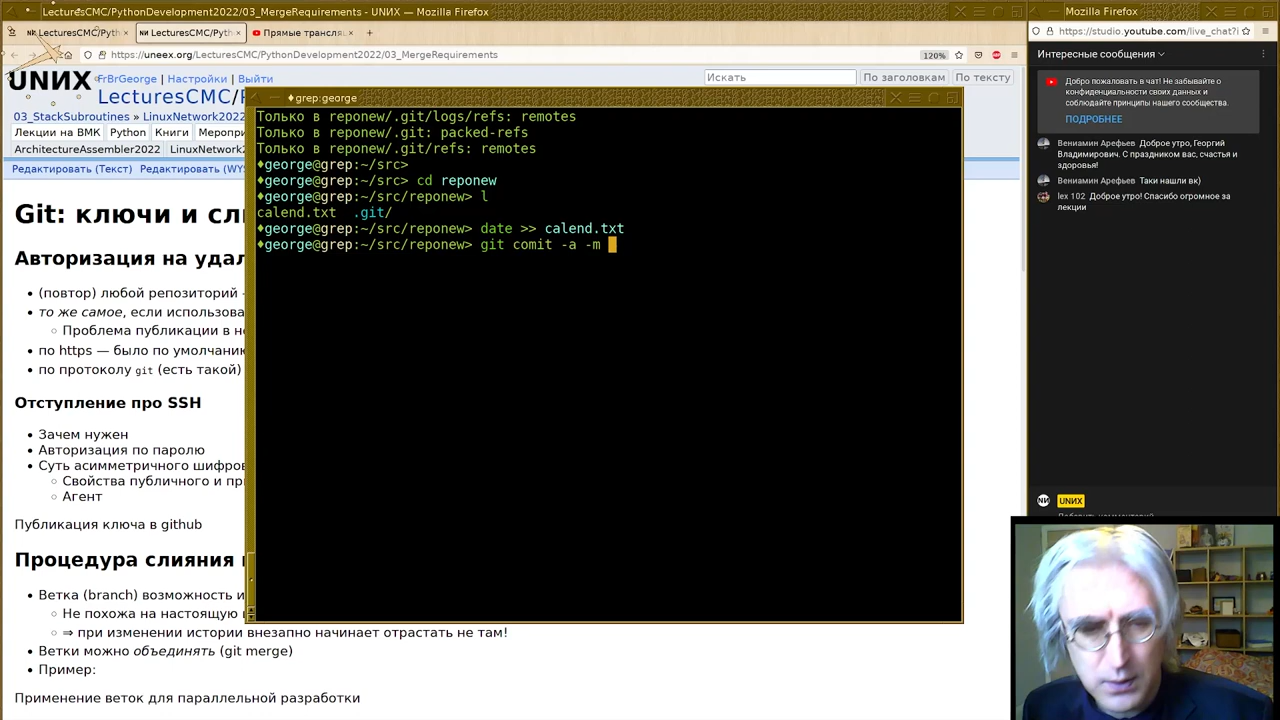 LecturesCMC/PythonDevelopment2022/03_MergeRequirements - UNИX — Mozilla Firefox
Mozilla Firefox
LecturesCMC/Pyth
LecturesCMC/Pyth
Прямые трансляц
https://uneex.org/LecturesCMC/PythonDevelopment2022/03_MergeRequirements
120%
https://studio.youtube.com/live_chat?i
UNИX
FrBrGeorge | Настройки | Выйти
Искать
По заголовкам
По тексту
LecturesCMC/
03_StackSubroutines » LinuxNetwork2022
Лекции на ВМК
Python
Книги
Меропри
ArchitectureAssembler2022
LinuxNetwork2
Редактировать (Текст)
Редактировать (WYS
Git: ключи и сл
Авторизация на удал
(повтор) любой репозиторий
то же самое, если использова
Проблема публикации в не
по https — было по умолчанию
по протоколу git (есть такой)
Отступление про SSH
Зачем нужен
Авторизация по паролю
Суть асимметричного шифров
Свойства публичного и при
Агент
Публикация ключа в github
Процедура слияния
Ветка (branch) возможность и
Не похожа на настоящую
⇒ при изменении истории внезапно начинает отрастать не там!
Ветки можно объединять (git merge)
Пример:
Применение веток для параллельной разработки
♦grep:george
Только в reponew/.git/logs/refs: remotes
Только в reponew/.git: packed-refs
Только в reponew/.git/refs: remotes
♦george@grep:~/src>
♦george@grep:~/src> cd reponew
♦george@grep:~/src/reponew> l
calend.txt  .git/
♦george@grep:~/src/reponew> date >> calend.txt
♦george@grep:~/src/reponew> git comit -a -m
Интересные сообщения
Добро пожаловать в чат! Не забывайте о
конфиденциальности своих данных и
соблюдайте принципы нашего сообщества.
ПОДРОБНЕЕ
Вениамин Арефьев Доброе утро, Георгий
Владимирович. С праздником вас, счастья и
здоровья!
Вениамин Арефьев Таки нашли вк)
lex 102 Доброе утро! Спасибо огромное за
лекции
UNИX